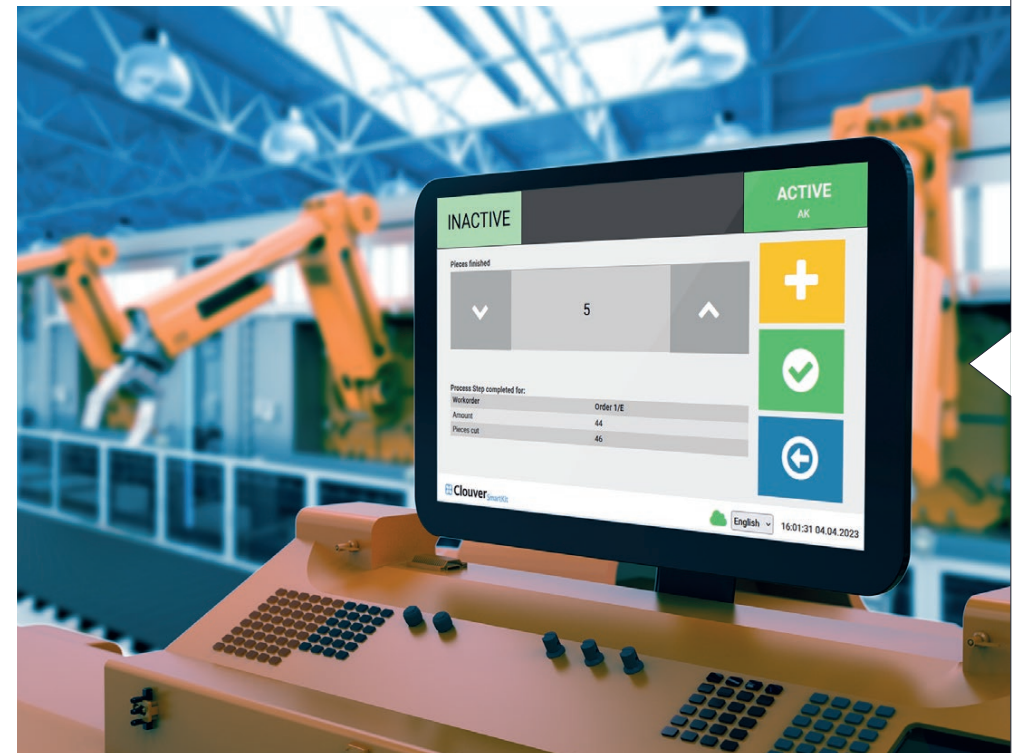 INACTIVE
ACTIVE
AK
Pieces finished
5
Process Step completed for:
Workorder Order 1/E
Amount 44
Pieces cut 46
Clouver SmartKit
English 16:01:31 04.04.2023